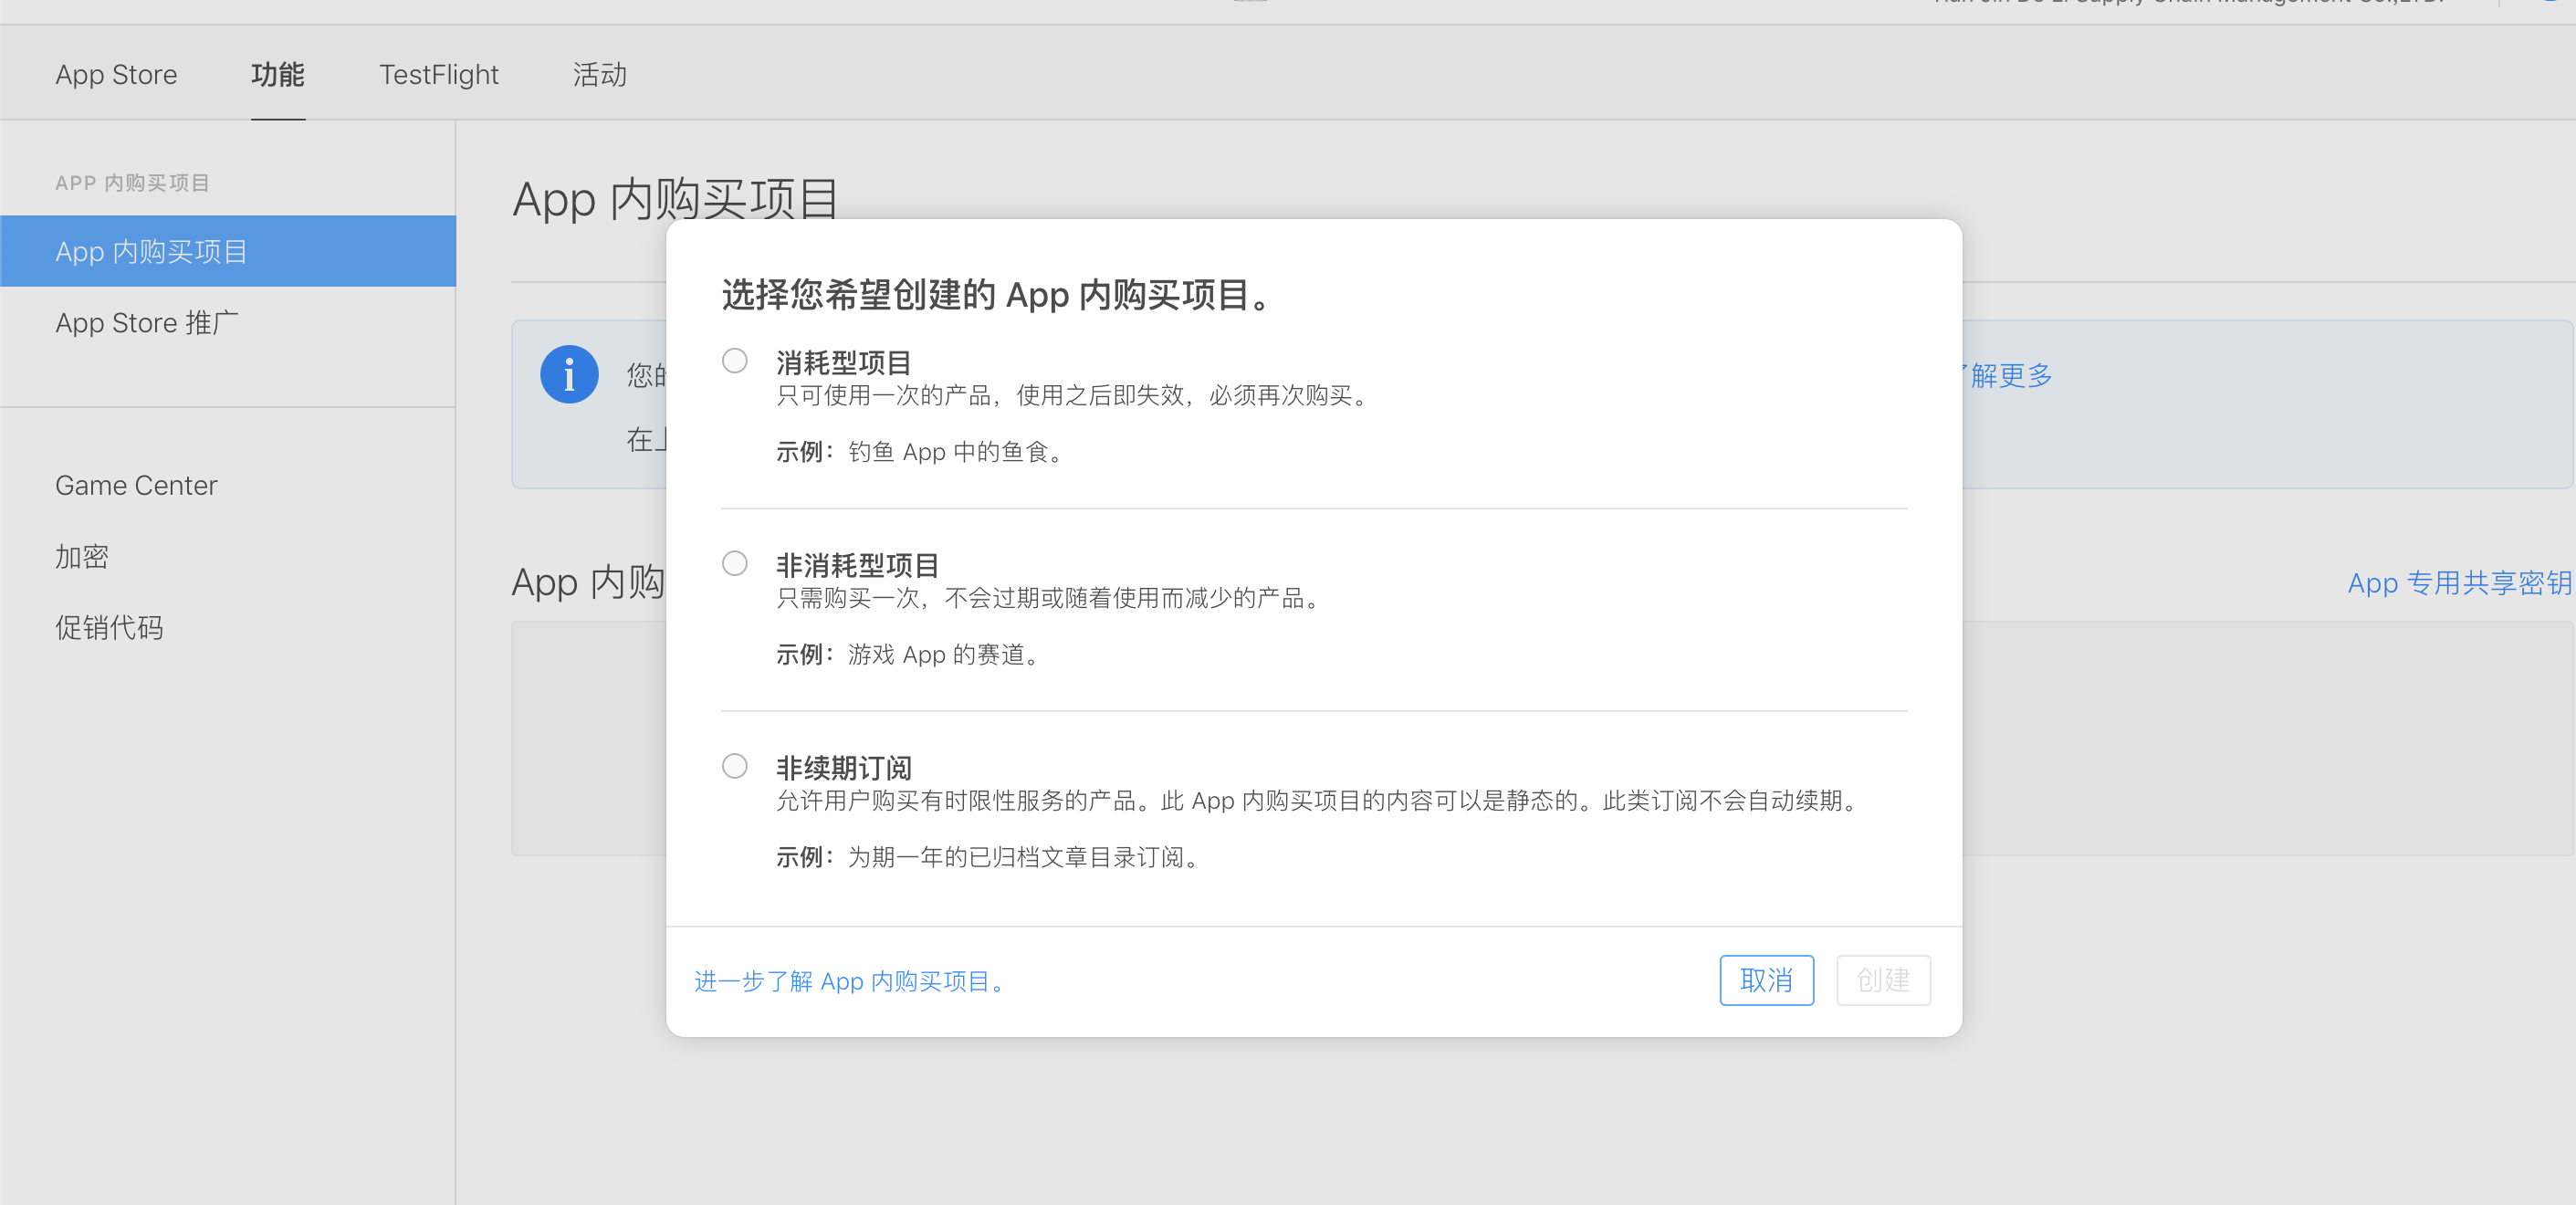 Supply Chain Management Co.,LTD.
App Store
功能
TestFlight
活动
APP 内购买项目
App 内购买项目
App Store 推广
Game Center
加密
促销代码
App 内购买项目
您的
在上
了解更多
App 内购
App 专用共享密钥
选择您希望创建的 App 内购买项目。
消耗型项目
只可使用一次的产品，使用之后即失效，必须再次购买。
示例：钓鱼 App 中的鱼食。
非消耗型项目
只需购买一次，不会过期或随着使用而减少的产品。
示例：游戏 App 的赛道。
非续期订阅
允许用户购买有时限性服务的产品。此 App 内购买项目的内容可以是静态的。此类订阅不会自动续期。
示例：为期一年的已归档文章目录订阅。
进一步了解 App 内购买项目。
取消
创建